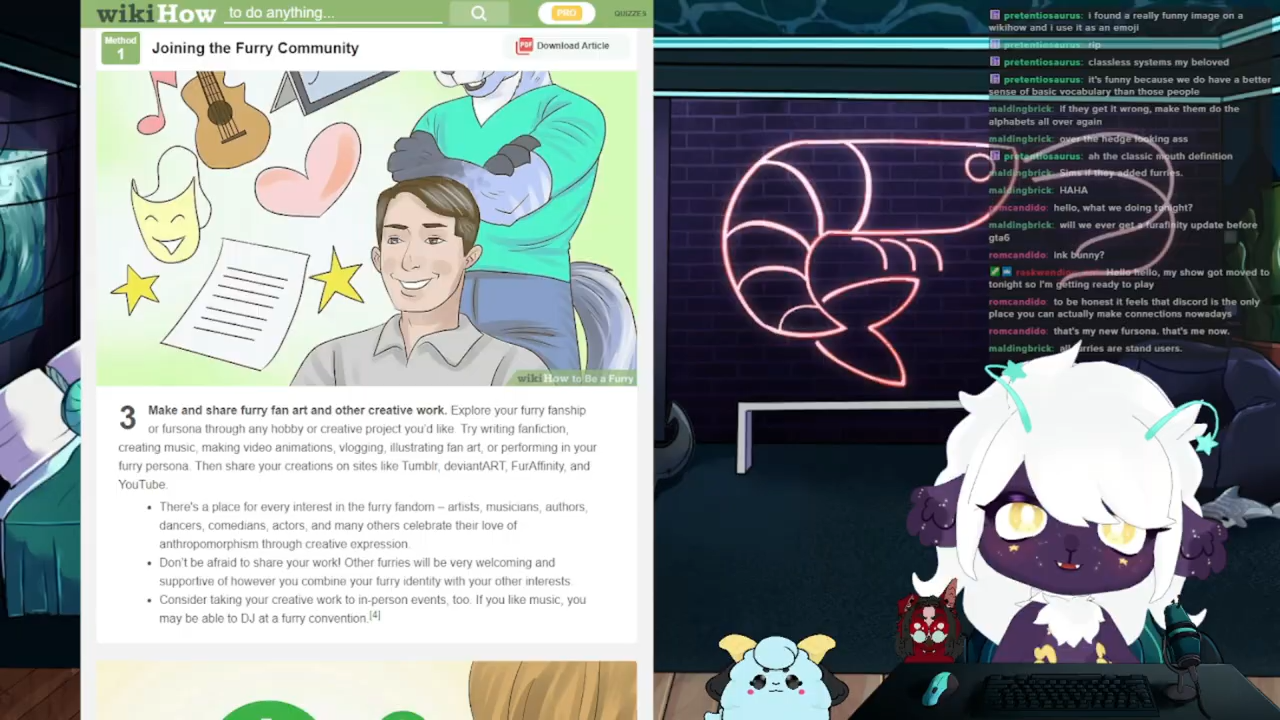 wikiHow to do anything... PRO QUIZZES
Method
1
Joining the Furry Community
PDF Download Article
wikiHow to Be a Furry
3 Make and share furry fan art and other creative work. Explore your furry fanship
or fursona through any hobby or creative project you'd like. Try writing fanfiction,
creating music, making video animations, vlogging, illustrating fan art, or performing in your
furry persona. Then share your creations on sites like Tumblr, deviantART, FurAffinity, and
YouTube.
• There's a place for every interest in the furry fandom – artists, musicians, authors,
dancers, comedians, actors, and many others celebrate their love of
anthropomorphism through creative expression.
• Don't be afraid to share your work! Other furries will be very welcoming and
supportive of however you combine your furry identity with your other interests.
• Consider taking your creative work to in-person events, too. If you like music, you
may be able to DJ at a furry convention.[4]
pretentiosaurus: i found a really funny image on a
wikihow and i use it as an emoji
pretentiosaurus: rip
pretentiosaurus: classless systems my beloved
pretentiosaurus: it's funny because we do have a better
sense of basic vocabulary than those people
maldingbrick: if they get it wrong, make them do the
alphabets all over again
maldingbrick: over the hedge looking ass
pretentiosaurus: ah the classic mouth definition
maldingbrick: Sims if they added furries.
maldingbrick: HAHA
romcandido: hello, what we doing tonight?
maldingbrick: will we ever get a furafinity update before
gta6
romcandido: ink bunny?
Hello hello, my show got moved to
tonight so I'm getting ready to play
romcandido: to be honest it feels that discord is the only
place you can actually make connections nowadays
romcandido: that's my new fursona. that's me now.
maldingbrick: all furries are stand users.